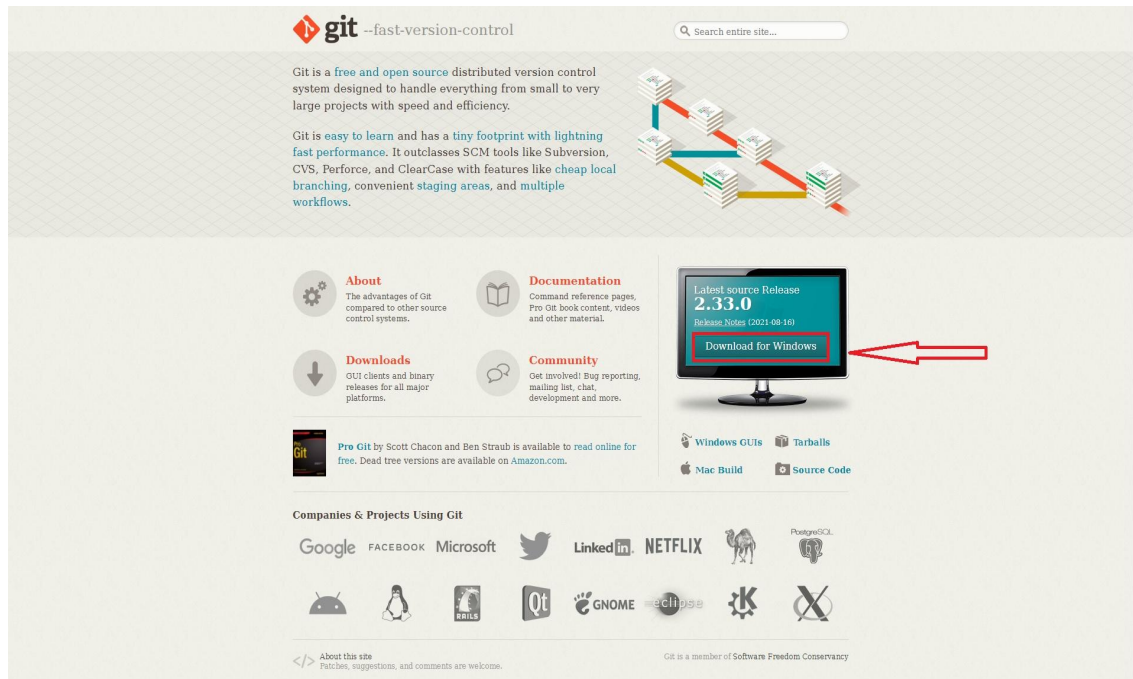 git --fast-version-control
Search entire site...
Git is a free and open source distributed version control
system designed to handle everything from small to very
large projects with speed and efficiency.
Git is easy to learn and has a tiny footprint with lightning
fast performance. It outclasses SCM tools like Subversion,
CVS, Perforce, and ClearCase with features like cheap local
branching, convenient staging areas, and multiple
workflows.
About
The advantages of Git
compared to other source
control systems.
Documentation
Command reference pages,
Pro Git book content, videos
and other material.
Downloads
GUI clients and binary
releases for all major
platforms.
Community
Get involved! Bug reporting,
mailing list, chat,
development and more.
Latest source Release
2.33.0
Release Notes (2021-08-16)
Download for Windows
Windows GUIs
Tarballs
Mac Build
Source Code
Pro
Git
Pro Git by Scott Chacon and Ben Straub is available to read online for
free. Dead tree versions are available on Amazon.com.
Companies & Projects Using Git
Google
FACEBOOK
Microsoft
Linked in.
NETFLIX
PostgreSQL
RAILS
Qt
GNOME
eclipse
K
X
</> About this site
Patches, suggestions, and comments are welcome.
Git is a member of Software Freedom Conservancy